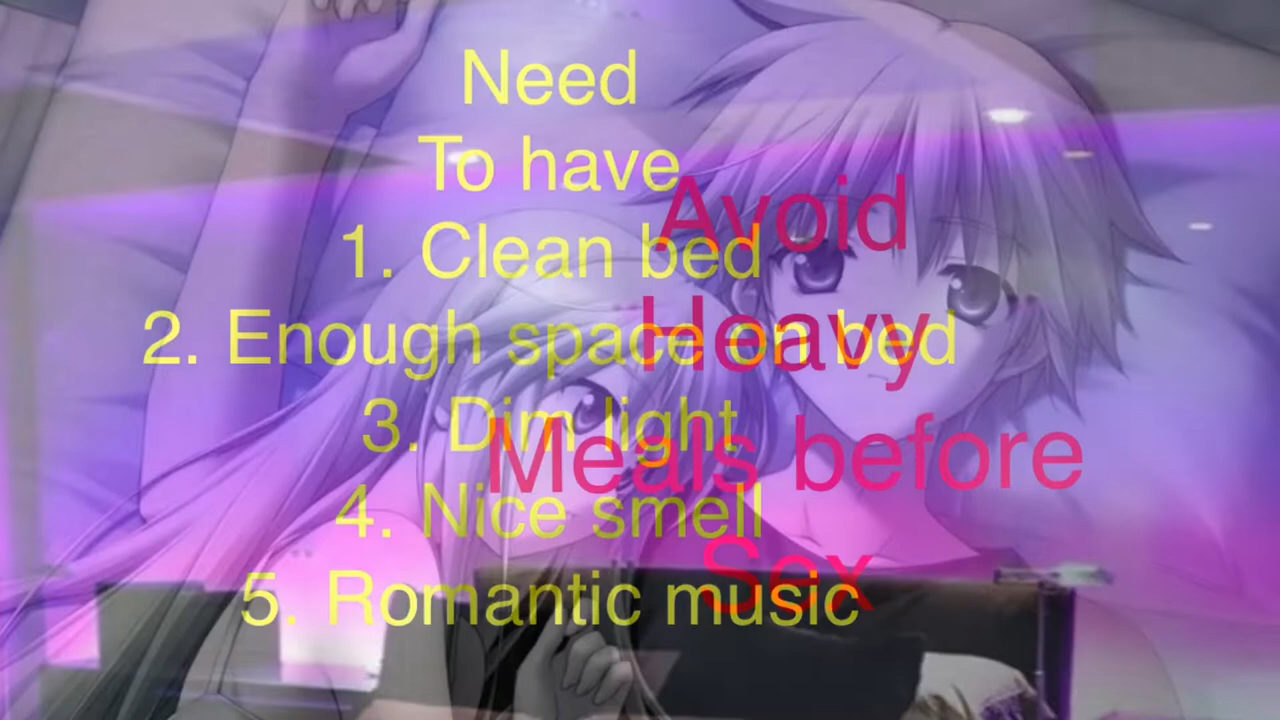 Need
To have
1. Clean bed
2. Enough space on bed
3. Dim light
4. Nice smell
5. Romantic music
Avoid
Heavy
Meals before
Sex